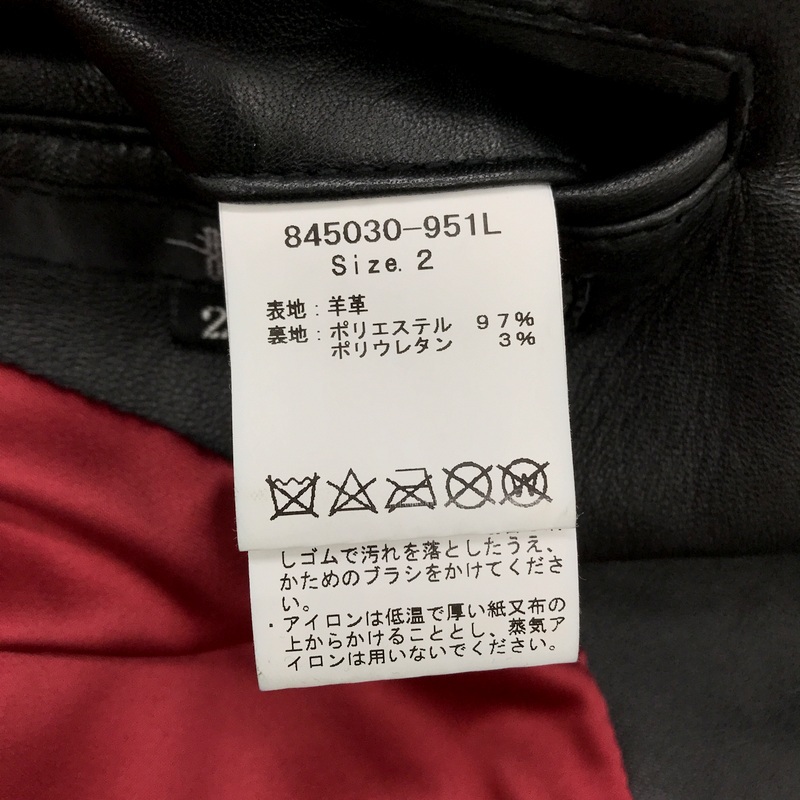 845030-951L
Size. 2
表地：羊革
裏地：ポリエステル 97%
ポリウレタン 3%
2
しゴムで汚れを落としたうえ、
かためのブラシをかけてくださ
い。
・アイロンは低温で厚い紙又布の
上からかけることとし、蒸気ア
イロンは用いないでください。